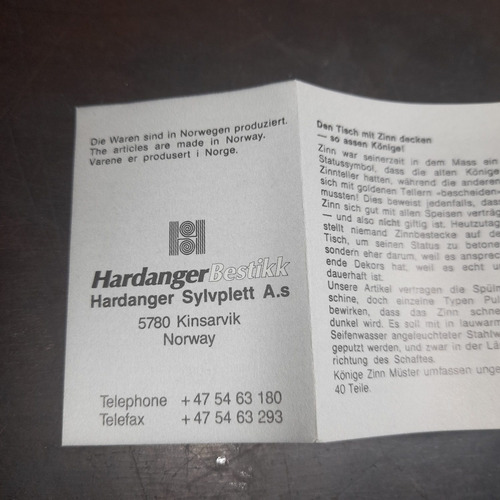 Die Waren sind in Norwegen produziert.
The articles are made in Norway.
Varene er produsert i Norge.
HardangerBestikk
Hardanger Sylvplett A.s
5780 Kinsarvik
Norway
Telephone +47 54 63 180
Telefax +47 54 63 293
Den Tisch mit Zinn decken
— so assen Könige!
Zinn war seinerzeit in dem Mass ein
Statussymbol, dass die alten Könige
Zinnteller hatten, während die anderen
sich mit goldenen Tellern «bescheiden»
mussten! Dies beweist jedenfalls, dass
Zinn sich gut mit allen Speisen verträg
— und also nicht giftig ist. Heutzutag
stellt niemand Zinnbestecke auf de
Tisch, um seinen Status zu betone
sondern eher darum, weil es ansprec
ende Dekors hat, weil es echt u
dauerhaft ist.
Unsere Artikel vertragen die Spülm
schine, doch einzelne Typen Pul
bewirken, dass das Zinn schne
dunkel wird. Es soll mit in lauwarm
Seifenwasser angeleuchteter Stahlw
geputzt werden, und zwar in der Lä
richtung des Schaftes.
Könige Zinn Müster umfassen unge
40 Teile.